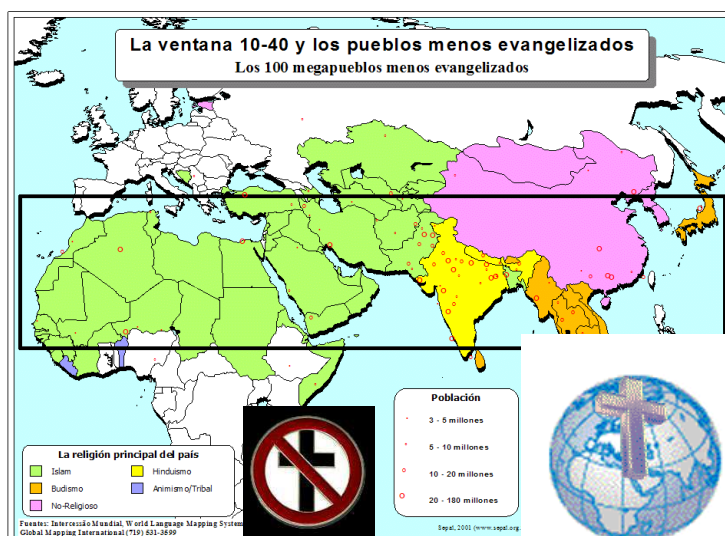 La ventana 10-40 y los pueblos menos evangelizados
Los 100 megapueblos menos evangelizados
Población
3 - 5 millones
5 - 10 millones
10 - 20 millones
20 - 180 millones
La religión principal del país
Islam
Hinduismo
Budismo
Animismo/Tribal
No-Religioso
Fuentes: Intercessão Mundial, World Language Mapping System
Global Mapping International (719) 531-3699
Sepal, 2001 (www.sepal.org